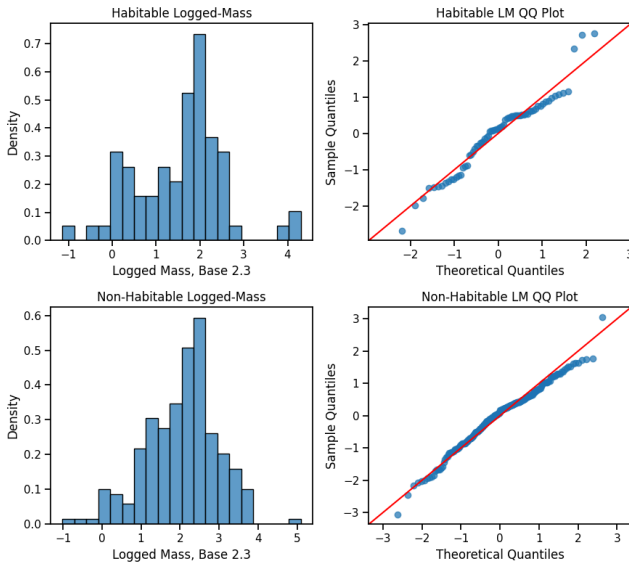 Habitable Logged-Mass
Density
0.7
0.6
0.5
0.4
0.3
0.2
0.1
0.0
−1 0 1 2 3 4
Logged Mass, Base 2.3
Habitable LM QQ Plot
Sample Quantiles
3
2
1
0
−1
−2
−2 −1 0 1 2 3
Theoretical Quantiles
Non-Habitable Logged-Mass
Density
0.6
0.5
0.4
0.3
0.2
0.1
0.0
−1 0 1 2 3 4 5
Logged Mass, Base 2.3
Non-Habitable LM QQ Plot
Sample Quantiles
3
2
1
0
−1
−2
−3
−3 −2 −1 0 1 2 3
Theoretical Quantiles